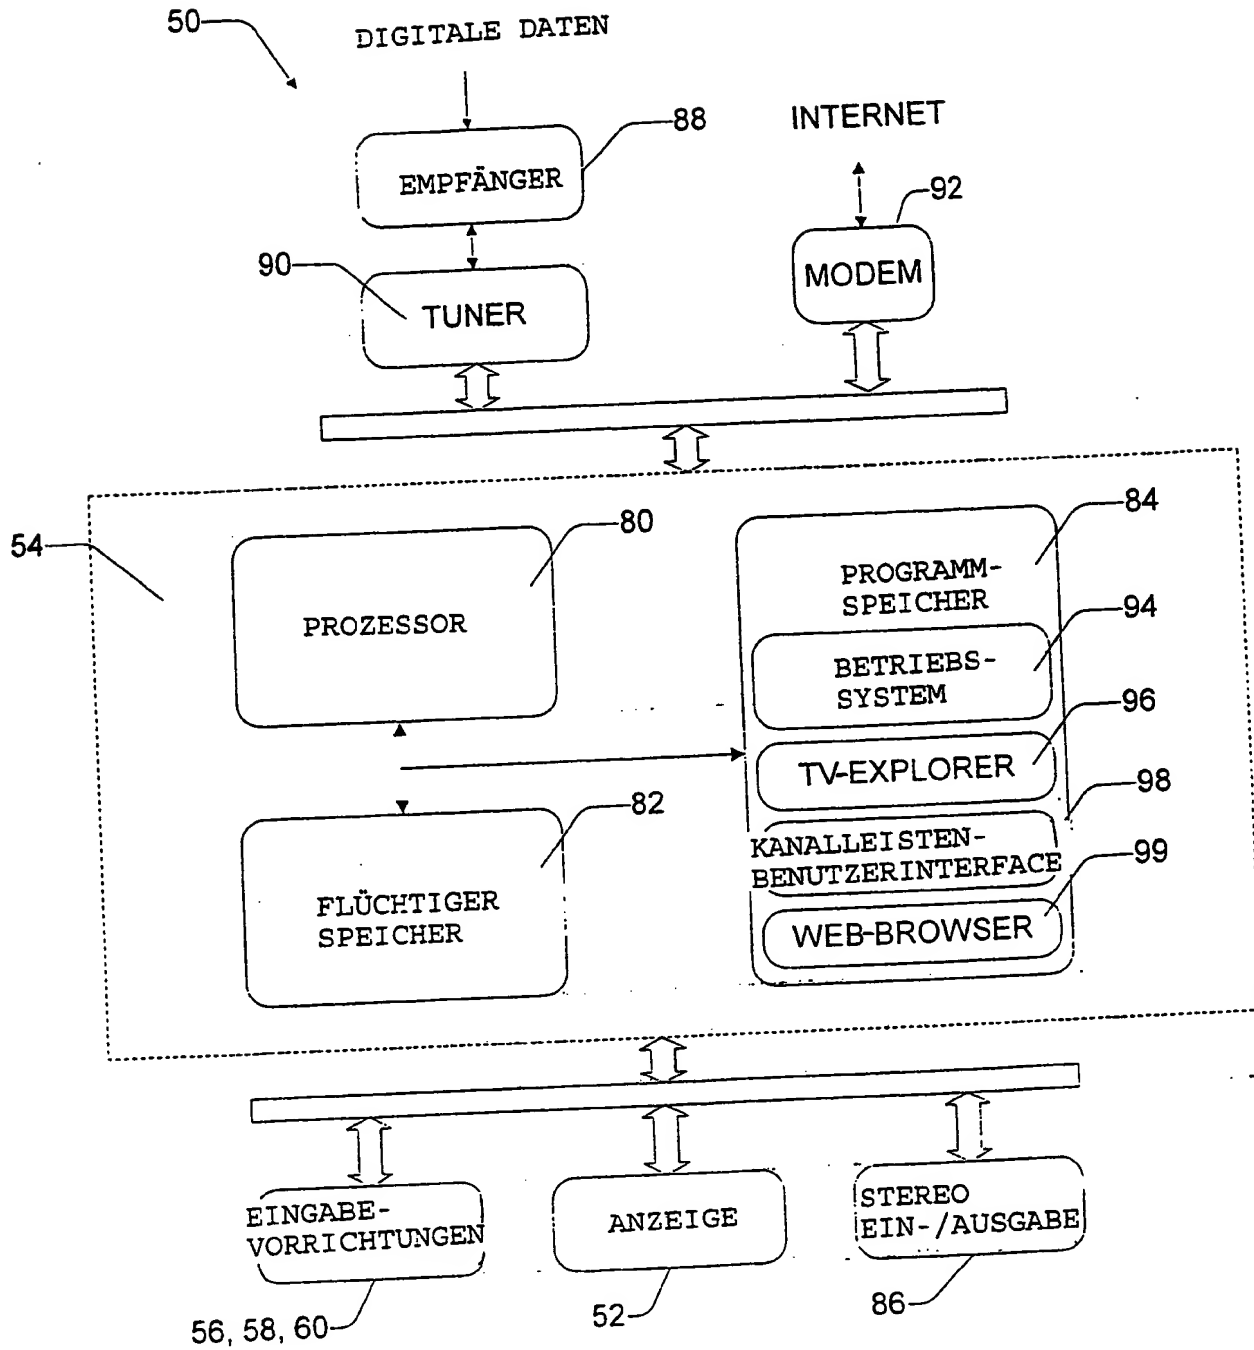 50
DIGITALE DATEN
88
INTERNET
EMPFÄNGER
92
90
MODEM
TUNER
54
80
84
PROGRAMM-
SPEICHER
94
PROZESSOR
BETRIEBS-
SYSTEM
96
TV-EXPLORER
82
98
KANALLEISTEN-
BENUTZERINTERFACE
99
FLÜCHTIGER
SPEICHER
WEB-BROWSER
EINGABE-
VORRICHTUNGEN
ANZEIGE
STEREO
EIN-/AUSGABE
56, 58, 60
52
86